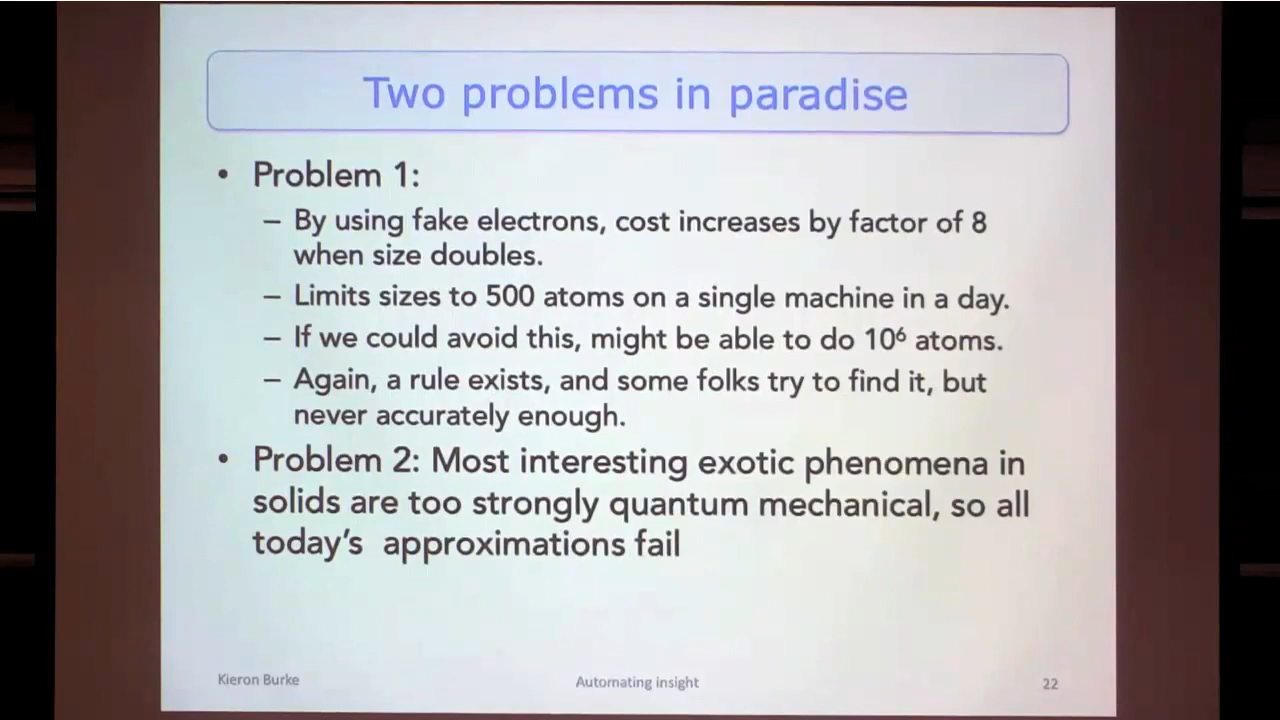 Two problems in paradise
• Problem 1:
– By using fake electrons, cost increases by factor of 8
when size doubles.
– Limits sizes to 500 atoms on a single machine in a day.
– If we could avoid this, might be able to do 10⁶ atoms.
– Again, a rule exists, and some folks try to find it, but
never accurately enough.
• Problem 2: Most interesting exotic phenomena in
solids are too strongly quantum mechanical, so all
today's approximations fail
Kieron Burke
Automating insight
22